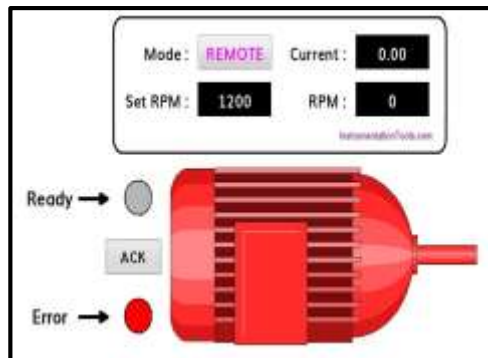 Mode : REMOTE Current : 0.00
Set RPM : 1200 RPM : 0
InstrumentationTools.com
Ready
ACK
Error